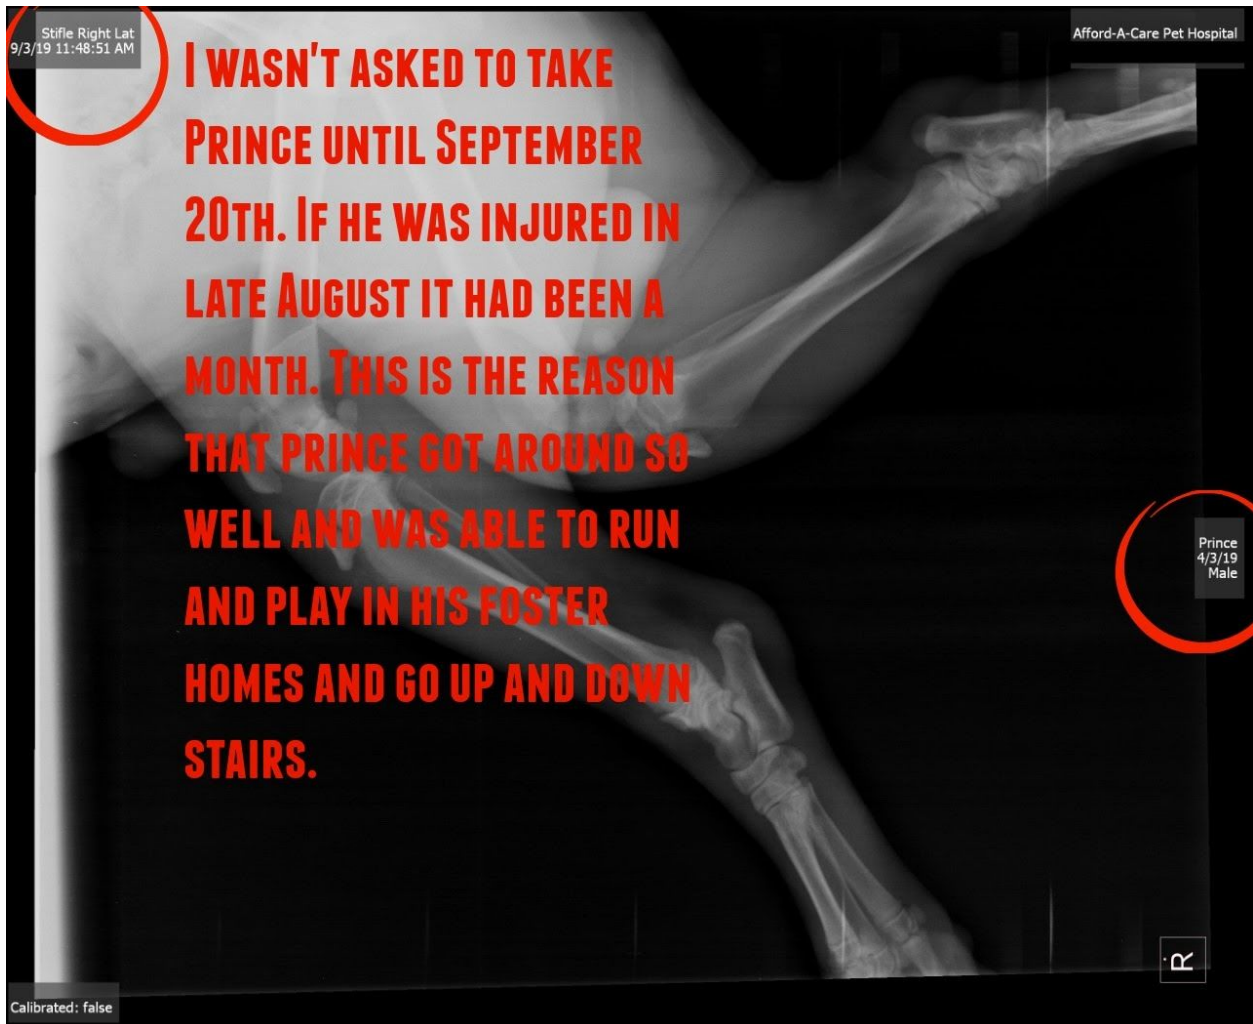 Stifle Right Lat
9/3/19 11:48:51 AM
Afford-A-Care Pet Hospital
I WASN'T ASKED TO TAKE
PRINCE UNTIL SEPTEMBER
20TH. IF HE WAS INJURED IN
LATE AUGUST IT HAD BEEN A
MONTH. THIS IS THE REASON
THAT PRINCE GOT AROUND SO
WELL AND WAS ABLE TO RUN
AND PLAY IN HIS FOSTER
HOMES AND GO UP AND DOWN
STAIRS.
Prince
4/3/19
Male
R
Calibrated: false